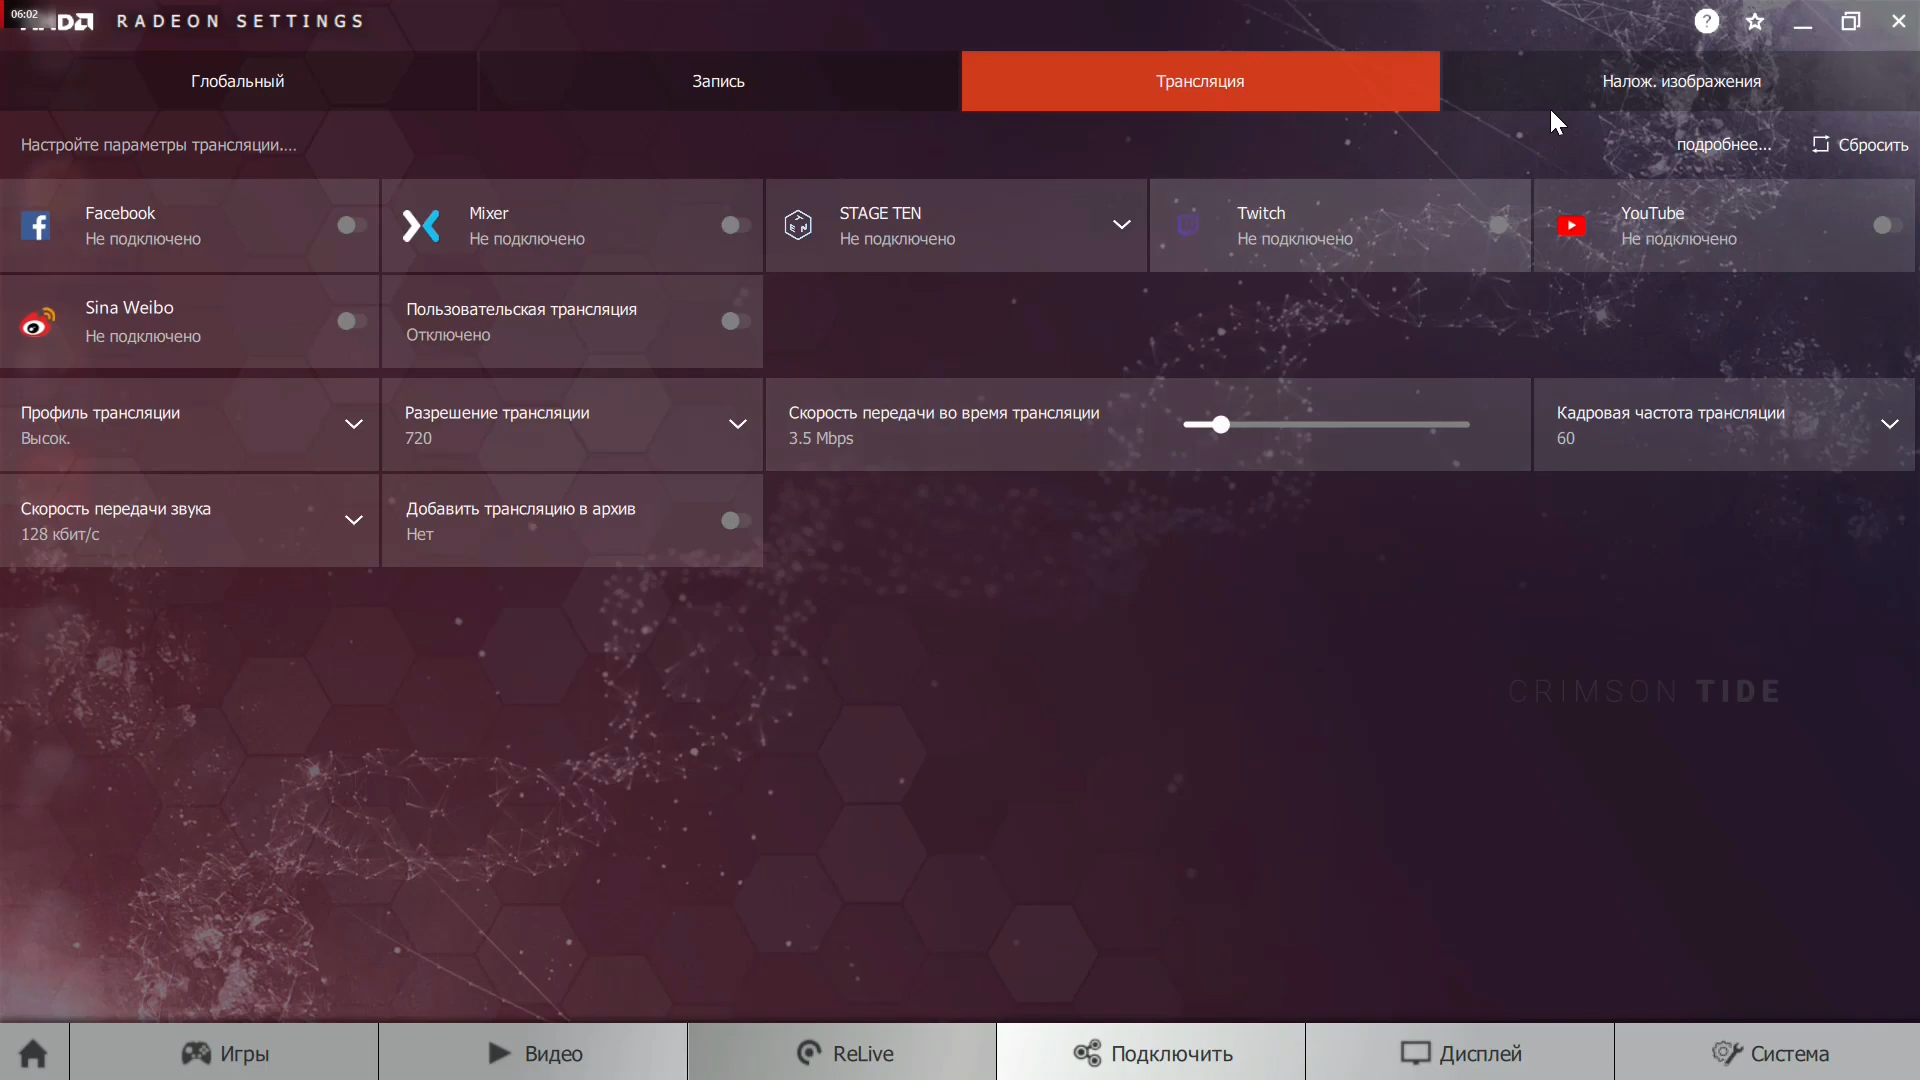 06:02
RADEON SETTINGS
Глобальный
Запись
Трансляция
Налож. изображения
Настройте параметры трансляции....
подробнее...
Сбросить
Facebook
Не подключено
Mixer
Не подключено
STAGE TEN
Не подключено
Twitch
Не подключено
YouTube
Не подключено
Sina Weibo
Не подключено
Пользовательская трансляция
Отключено
Профиль трансляции
Высок.
Разрешение трансляции
720
Скорость передачи во время трансляции
3.5 Mbps
Кадровая частота трансляции
60
Скорость передачи звука
128 кбит/с
Добавить трансляцию в архив
Нет
CRIMSON TIDE
Игры
Видео
ReLive
Подключить
Дисплей
Система